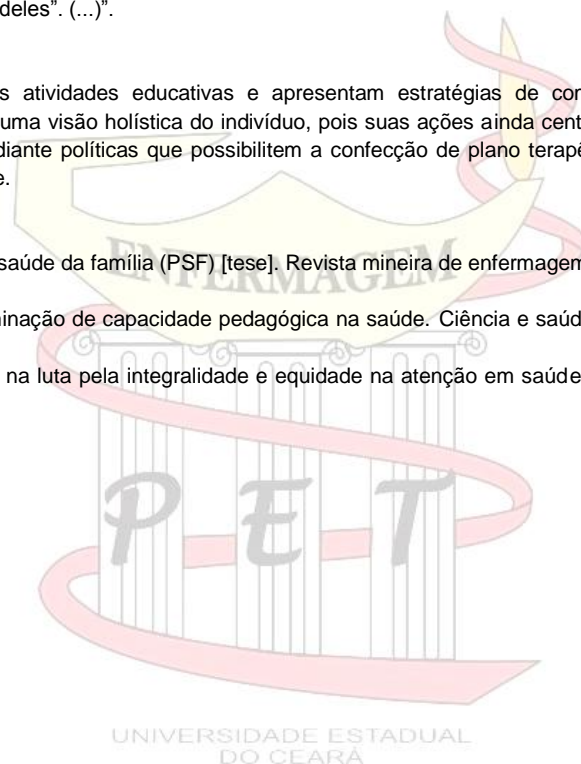 deles”. (...)”.
s atividades educativas e apresentam estratégias de con
uma visão holística do indivíduo, pois suas ações ainda cent
diante políticas que possibilitem a confecção de plano terapê
e.
saúde da família (PSF) [tese]. Revista mineira de enfermagem
ENFERMAGEM
ninação de capacidade pedagógica na saúde. Ciência e saúd
na luta pela integralidade e equidade na atenção em saúde
PET
UNIVERSIDADE ESTADUAL
DO CEARÁ